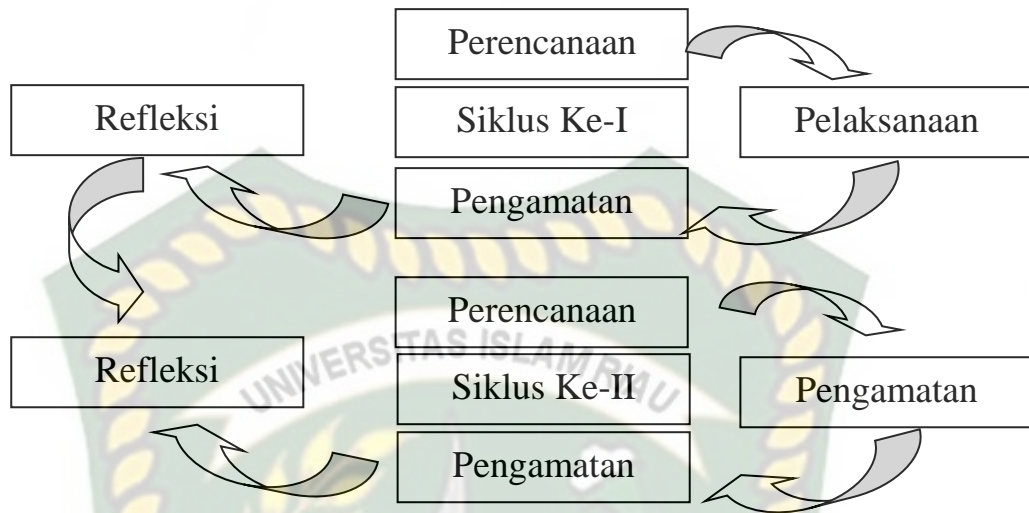 Perencanaan
Refleksi
Siklus Ke-I
Pelaksanaan
Pengamatan
Perencanaan
Refleksi
Siklus Ke-II
Pengamatan
Pengamatan
UNIVERSITAS ISLAM RIAU